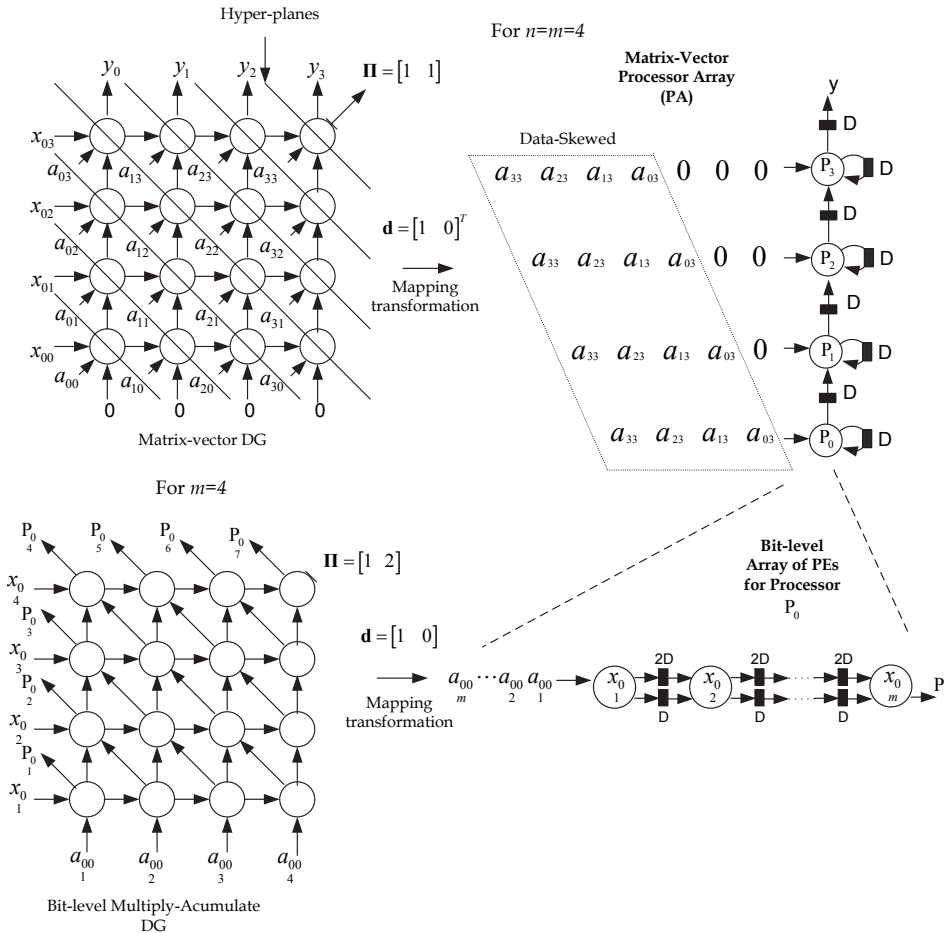 Hyper-planes
For n=m=4
y0 y1 y2 y3
Π = [1 1]
Matrix-Vector
Processor Array
(PA)
y
D
Data-Skewed
x03
a33 a23 a13 a03 0 0 0
P3
D
a03 a13 a23 a33
D
x02
d = [1 0]^T
a33 a23 a13 a03 0 0
P2
D
a02 a12 a22 a32
Mapping
transformation
D
x01
a33 a23 a13 a03 0
P1
D
a01 a11 a21 a31
D
x00
a00 a10 a20 a30
0 0 0 0
a33 a23 a13 a03
P0
D
Matrix-vector DG
For m=4
P0 4 P0 5 P0 6 P0 7
Π = [1 2]
Bit-level
Array of PEs
for Processor
P0
x0 4
P0 3
d = [1 0]
x0 3
Mapping
transformation
P0 2
x0 2
P0 1
x0 1
a00 m ⋯ a00 2 a00 1
2D 2D 2D
x0 1 x0 2 ..... x0 m
P
D D D
a00 1 a00 2 a00 3 a00 4
Bit-level Multiply-Acumulate
DG